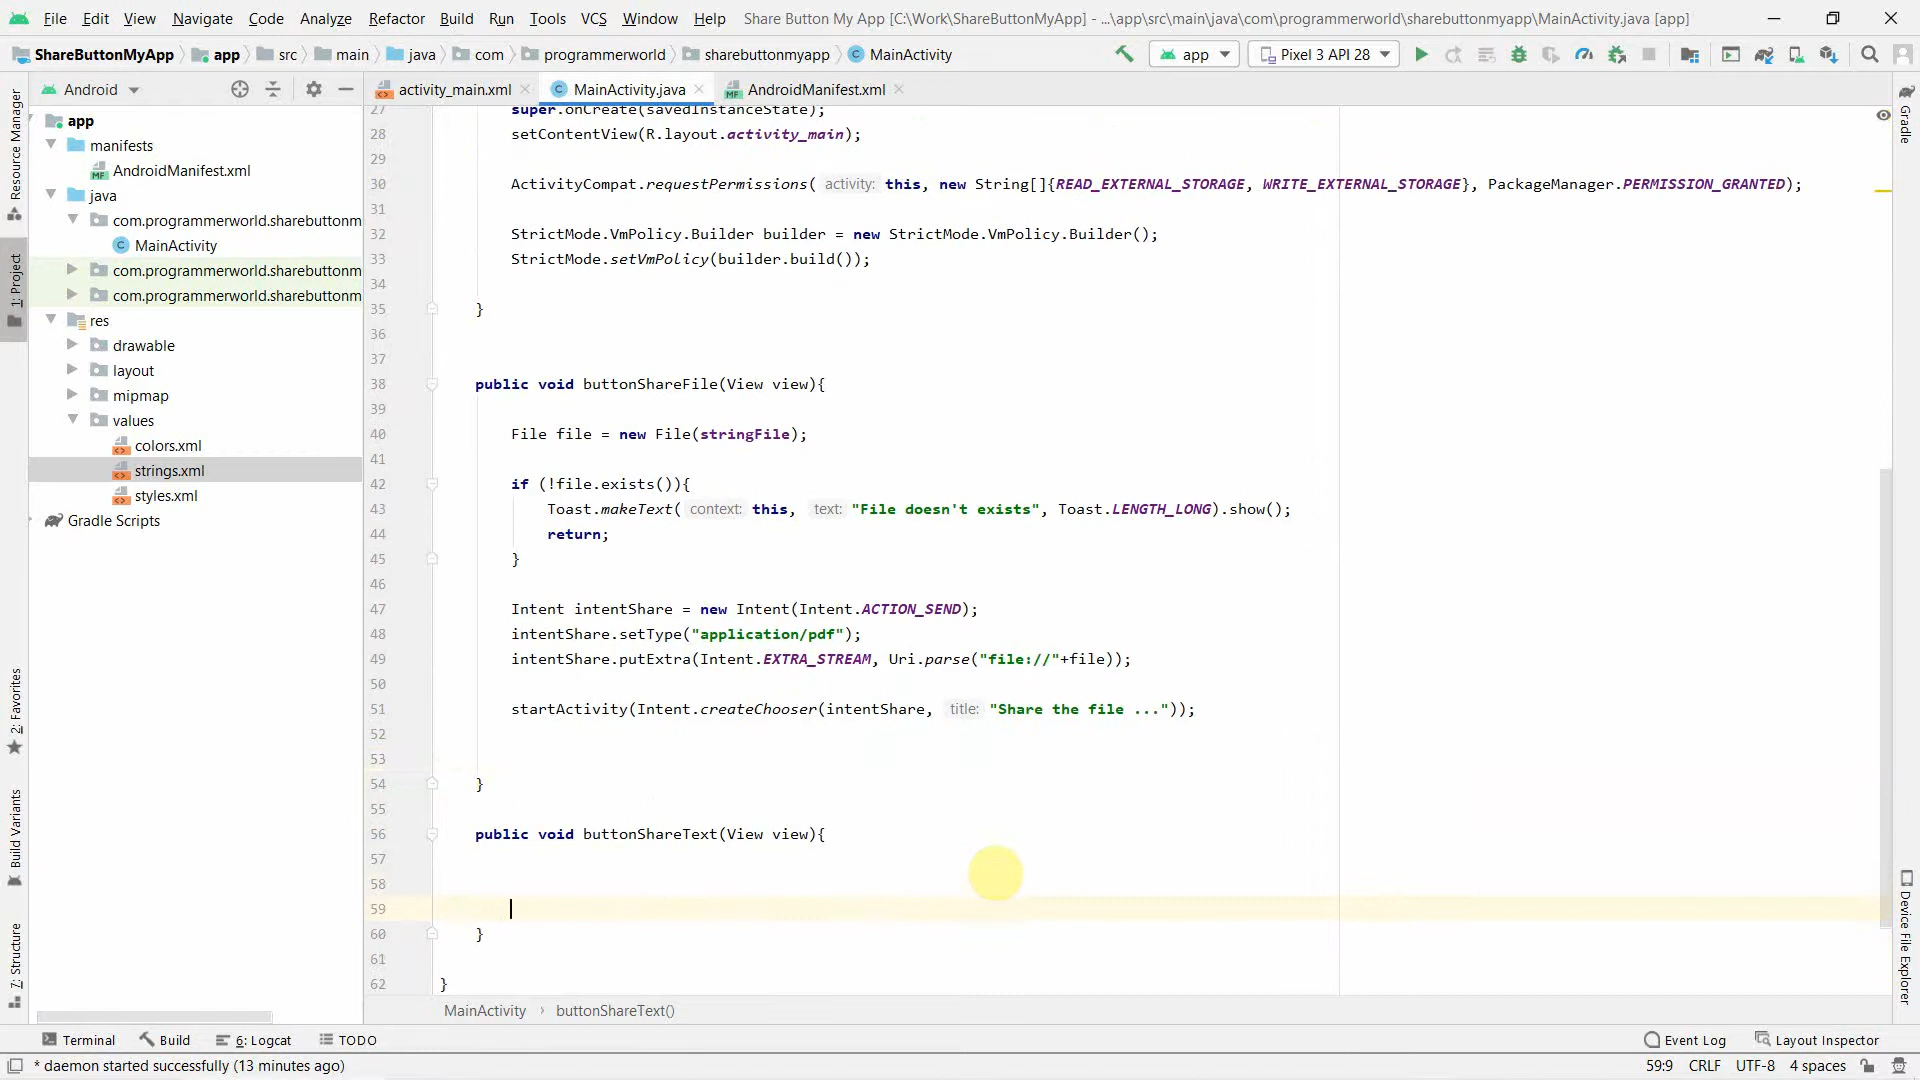 File Edit View Navigate Code Analyze Refactor Build Run Tools VCS Window Help Share Button My App [C:\Work\ShareButtonMyApp] - ...\app\src\main\java\com\programmerworld\sharebuttonmyapp\MainActivity.java [app]
ShareButtonMyApp app src main java com programmerworld sharebuttonmyapp MainActivity app Pixel 3 API 28
Android activity_main.xml MainActivity.java AndroidManifest.xml
Resource Manager
1: Project
2: Favorites
Build Variants
7: Structure
app
manifests
AndroidManifest.xml
java
com.programmerworld.sharebuttonm
MainActivity
com.programmerworld.sharebuttonm
com.programmerworld.sharebuttonm
res
drawable
layout
mipmap
values
colors.xml
strings.xml
styles.xml
Gradle Scripts
27 super.onCreate(savedInstanceState);
28 setContentView(R.layout.activity_main);
29
30 ActivityCompat.requestPermissions( activity: this, new String[]{READ_EXTERNAL_STORAGE, WRITE_EXTERNAL_STORAGE}, PackageManager.PERMISSION_GRANTED);
31
32 StrictMode.VmPolicy.Builder builder = new StrictMode.VmPolicy.Builder();
33 StrictMode.setVmPolicy(builder.build());
34
35 }
36
37
38 public void buttonShareFile(View view){
39
40 File file = new File(stringFile);
41
42 if (!file.exists()){
43 Toast.makeText( context: this, text: "File doesn't exists", Toast.LENGTH_LONG).show();
44 return;
45 }
46
47 Intent intentShare = new Intent(Intent.ACTION_SEND);
48 intentShare.setType("application/pdf");
49 intentShare.putExtra(Intent.EXTRA_STREAM, Uri.parse("file://"+file));
50
51 startActivity(Intent.createChooser(intentShare, title: "Share the file ..."));
52
53
54 }
55
56 public void buttonShareText(View view){
57
58
59
60 }
61
62 }
MainActivity › buttonShareText()
Gradle
Device File Explorer
Terminal Build 6: Logcat TODO Event Log Layout Inspector
* daemon started successfully (13 minutes ago) 59:9 CRLF UTF-8 4 spaces